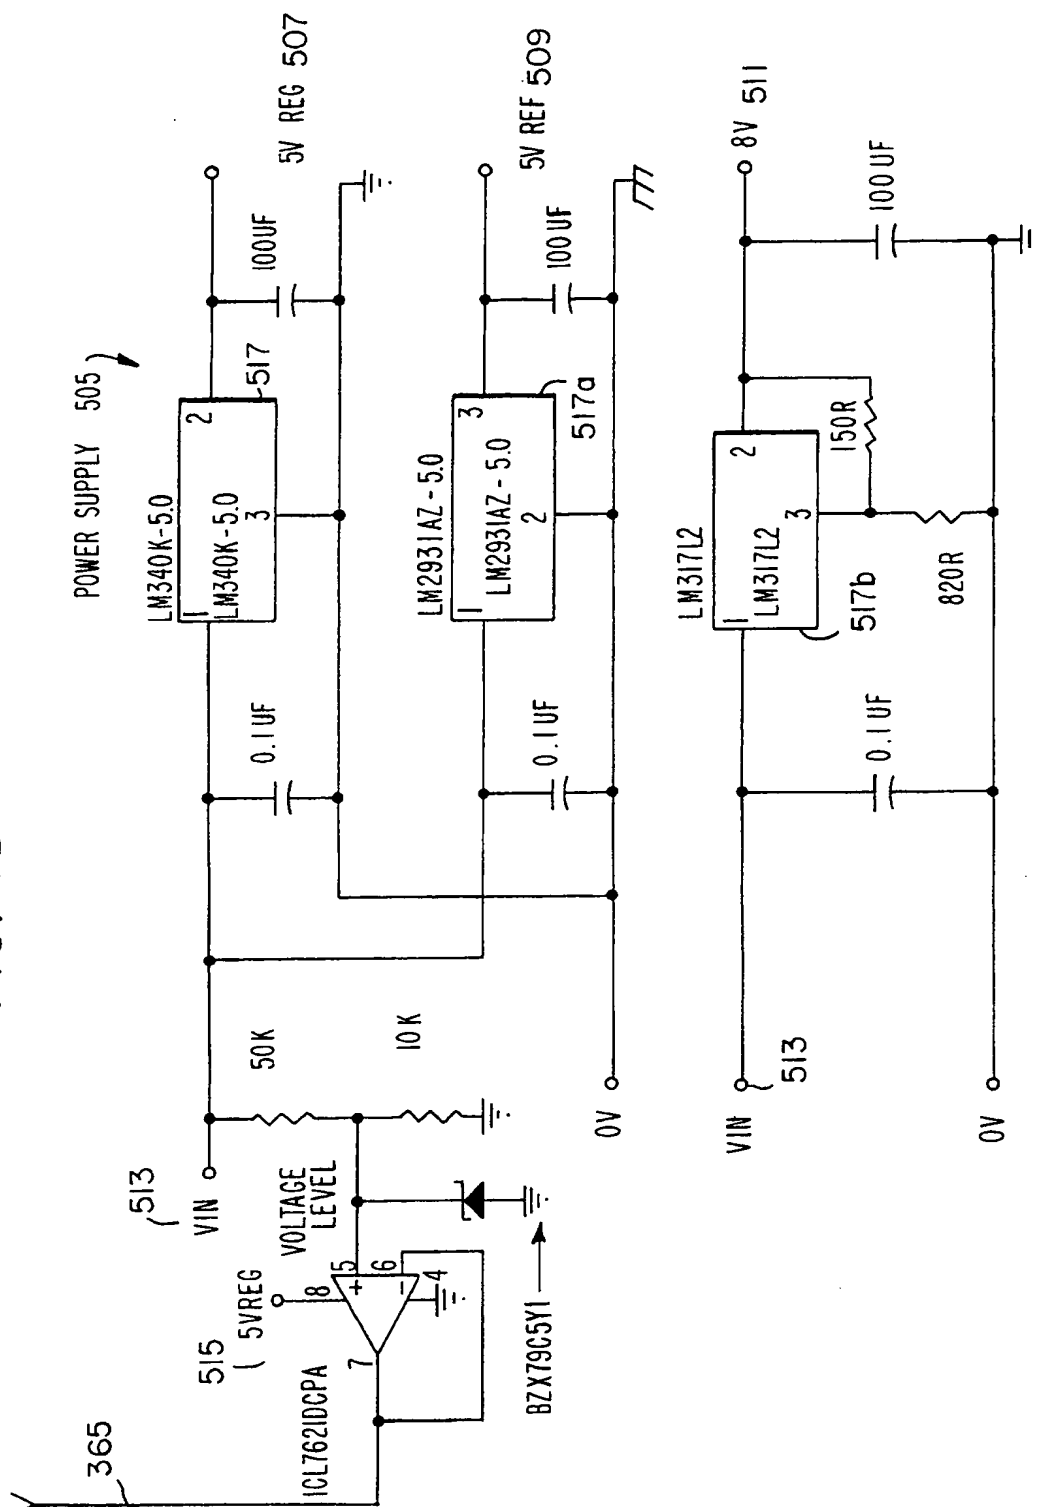 POWER SUPPLY 505
LM340K-5.0
1
LM340K-5.0
2
3
517
0.1UF
100UF
5V REG 507
LM2931AZ-5.0
1
LM2931AZ-5.0
3
2
517a
0.1UF
100UF
5V REF 509
513
VIN
50K
10K
0V
VOLTAGE
LEVEL
515
5VREG
8
5
+
6
-
4
7
ICL7621DCPA
BZX79C5Y1
365
LM317L2
1
LM317L2
2
3
517b
150R
820R
0.1UF
100UF
8V 511
VIN
513
0V